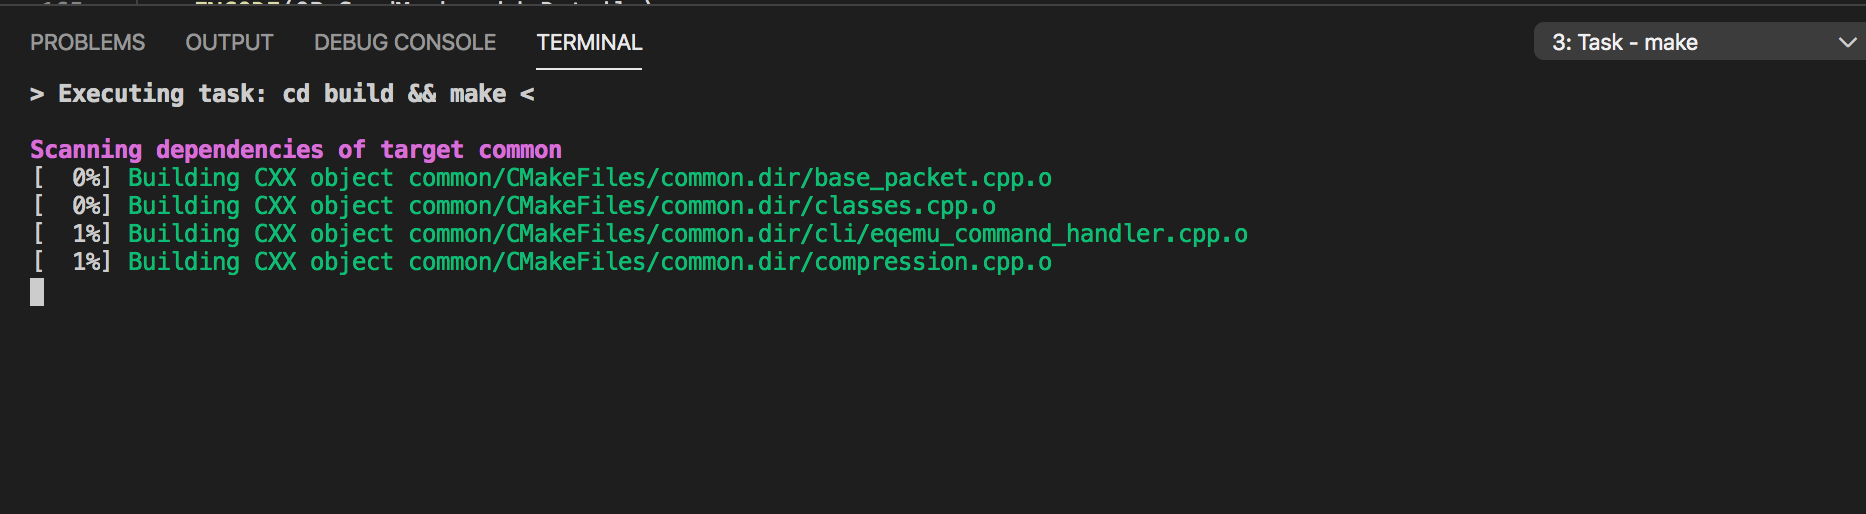 PROBLEMS OUTPUT DEBUG CONSOLE TERMINAL 3: Task - make
> Executing task: cd build && make <
Scanning dependencies of target common
[  0%] Building CXX object common/CMakeFiles/common.dir/base_packet.cpp.o
[  0%] Building CXX object common/CMakeFiles/common.dir/classes.cpp.o
[  1%] Building CXX object common/CMakeFiles/common.dir/cli/eqemu_command_handler.cpp.o
[  1%] Building CXX object common/CMakeFiles/common.dir/compression.cpp.o